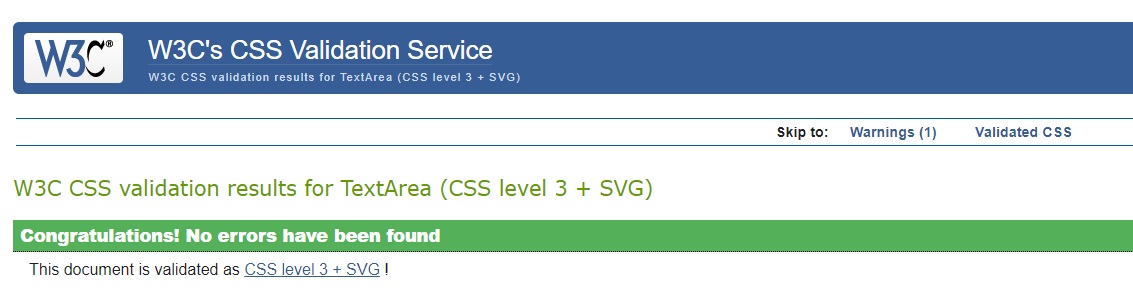 W3C®
W3C's CSS Validation Service
W3C CSS validation results for TextArea (CSS level 3 + SVG)
Skip to: Warnings (1) Validated CSS
W3C CSS validation results for TextArea (CSS level 3 + SVG)
Congratulations! No errors have been found
This document is validated as CSS level 3 + SVG !